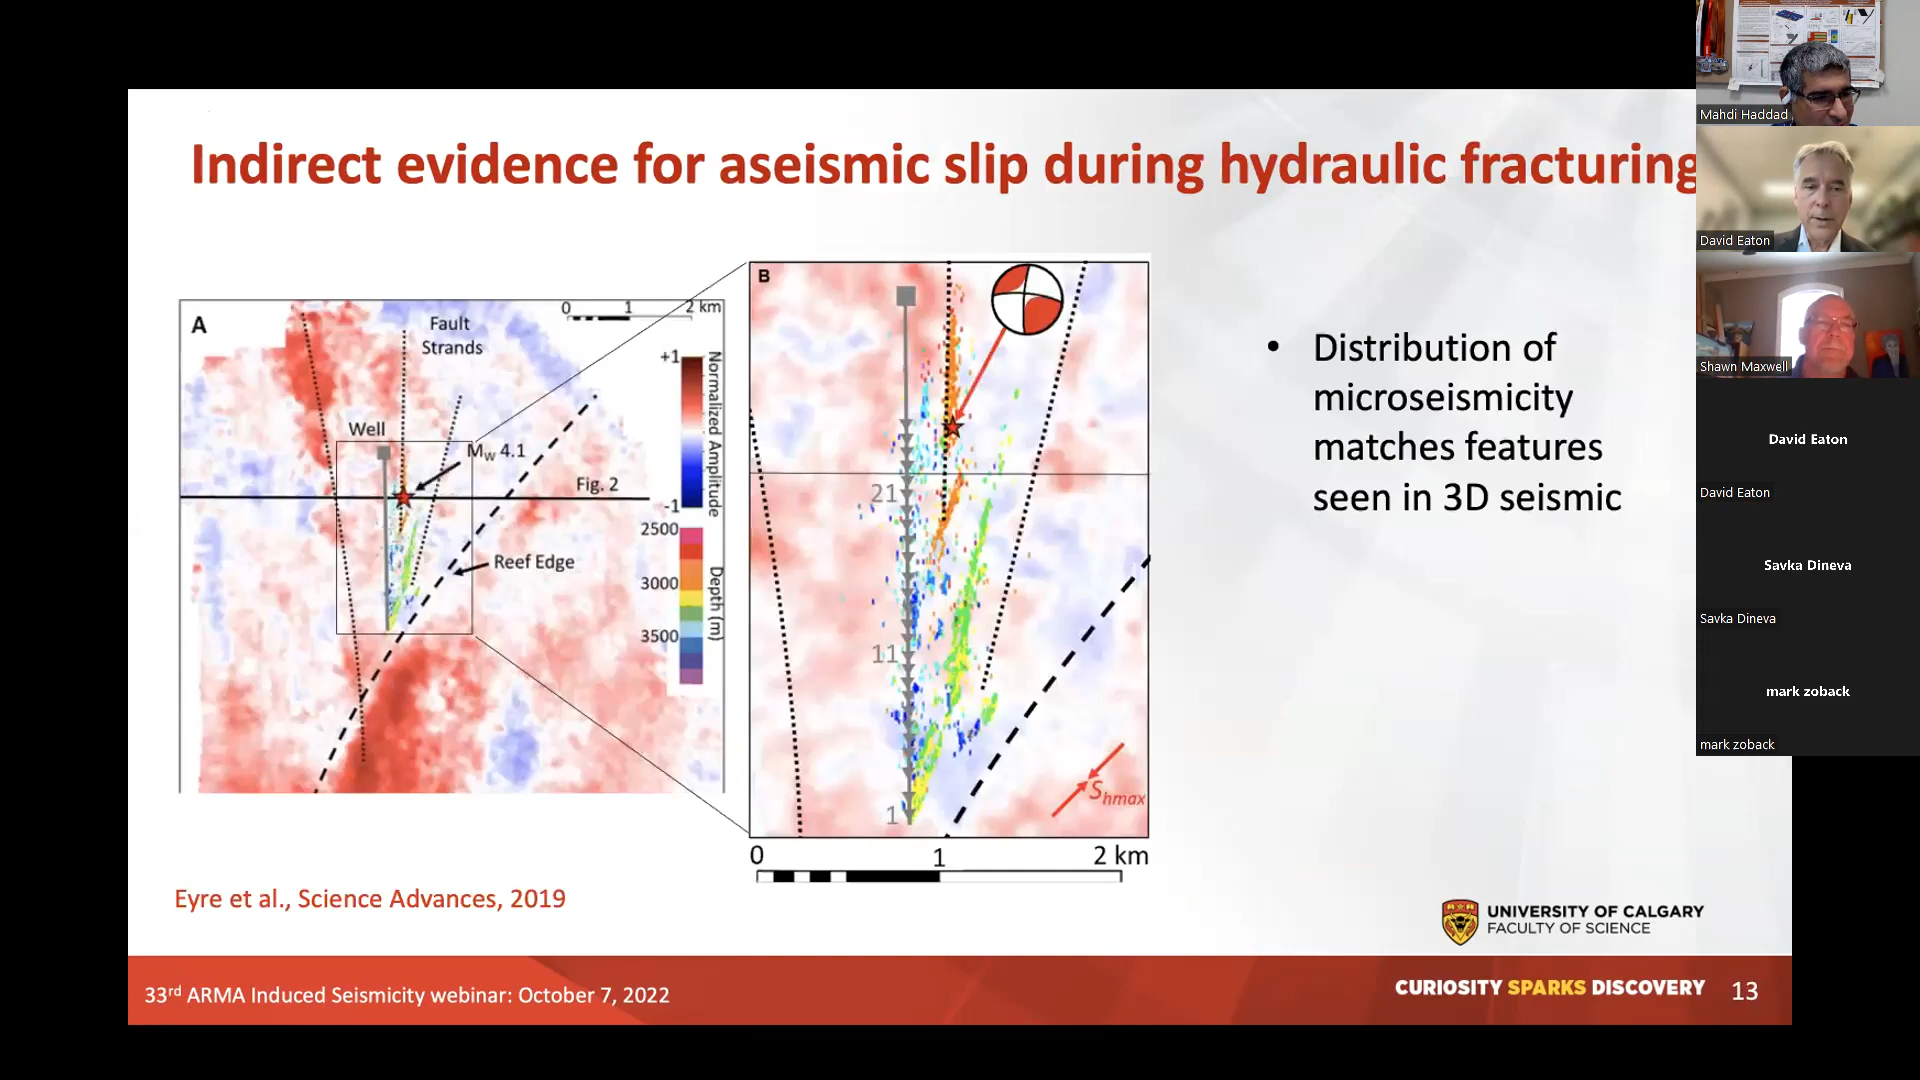 Indirect evidence for aseismic slip during hydraulic fracturing
A
Fault
Strands
0 1 2 km
Well
Mw 4.1
Fig. 2
Reef Edge
+1
-1
Normalized Amplitude
2500
3000
3500
Depth (m)
B
21
11
1
Shmax
0 1 2 km
• Distribution of
microseismicity
matches features
seen in 3D seismic
Eyre et al., Science Advances, 2019
UNIVERSITY OF CALGARY
FACULTY OF SCIENCE
33rd ARMA Induced Seismicity webinar: October 7, 2022
CURIOSITY SPARKS DISCOVERY
13
Mahdi Haddad
David Eaton
Shawn Maxwell
David Eaton
David Eaton
Savka Dineva
Savka Dineva
mark zoback
mark zoback